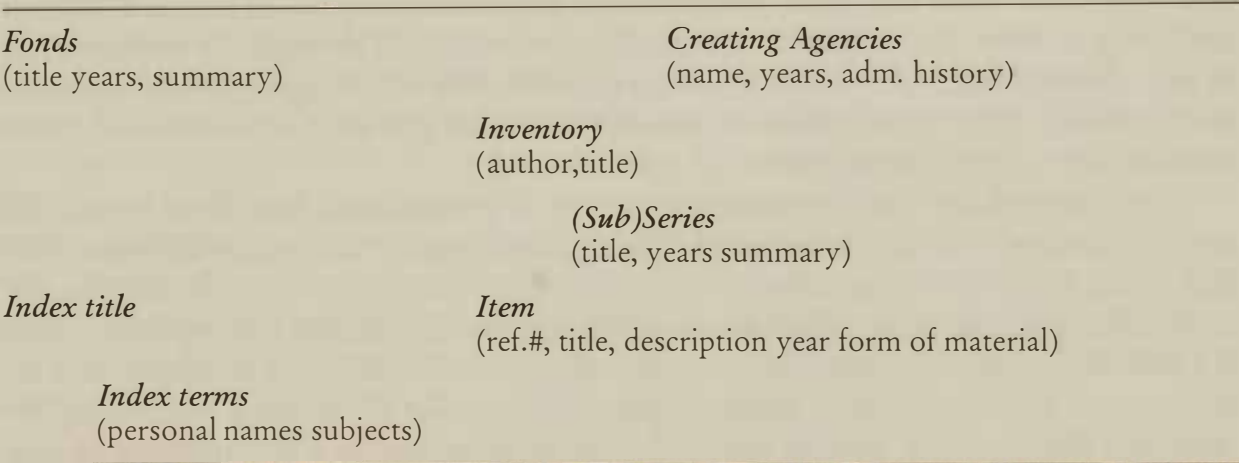 Fonds
(title years, summary)
Creating Agencies
(name, years, adm. history)
Inventory
(author,title)
(Sub)Series
(title, years summary)
Index title
Item
(ref.#, title, description year form of material)
Index terms
(personal names subjects)